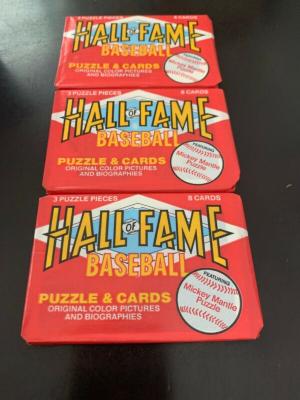 3 PUZZLE PIECES 8 CARDS
HALL OF FAME
BASEBALL
PUZZLE & CARDS
ORIGINAL COLOR PICTURES
AND BIOGRAPHIES
FEATURING
Mickey Mantle
Puzzle
3 PUZZLE PIECES 8 CARDS
HALL OF FAME
BASEBALL
PUZZLE & CARDS
ORIGINAL COLOR PICTURES
AND BIOGRAPHIES
FEATURING
Mickey Mantle
Puzzle
3 PUZZLE PIECES 8 CARDS
HALL OF FAME
BASEBALL
PUZZLE & CARDS
ORIGINAL COLOR PICTURES
AND BIOGRAPHIES
FEATURING
Mickey Mantle
Puzzle